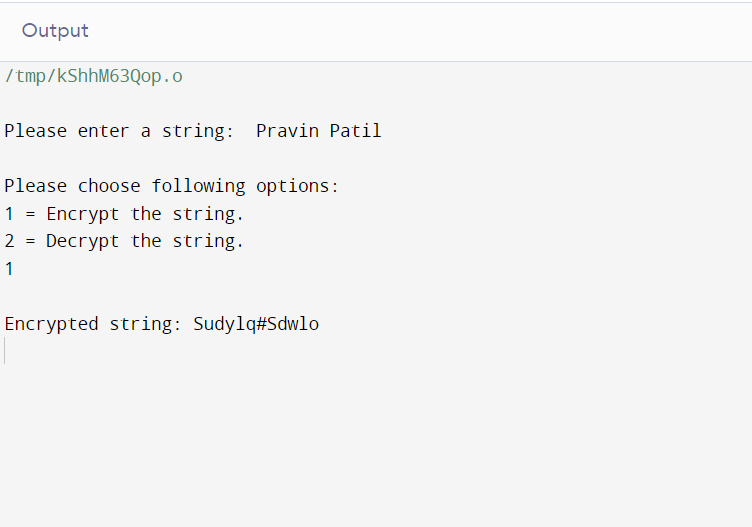 Output
/tmp/kShhM63Qop.o
Please enter a string:  Pravin Patil
Please choose following options:
1 = Encrypt the string.
2 = Decrypt the string.
1
Encrypted string: Sudylq#Sdwlo